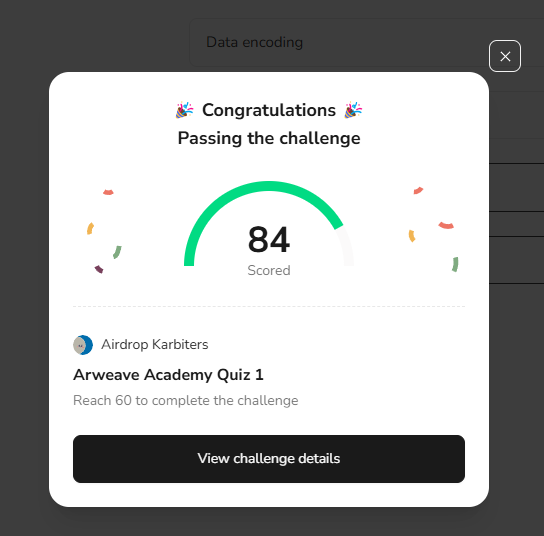 Data encoding
🎉 Congratulations 🎉
Passing the challenge
84
Scored
Airdrop Karbiters
Arweave Academy Quiz 1
Reach 60 to complete the challenge
View challenge details